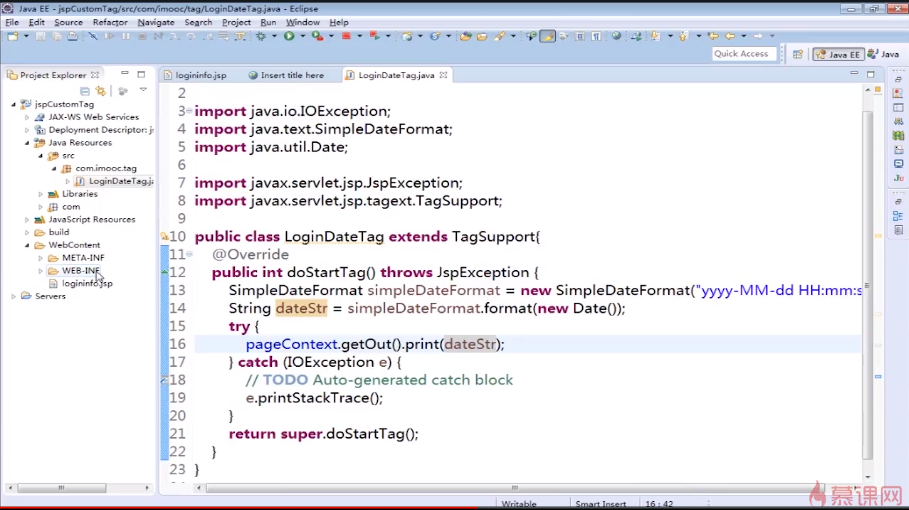 Java EE - jspCustomTag/src/com/imooc/tag/LoginDateTag.java - Eclipse
File Edit Source Refactor Navigate Search Project Run Window Help
Quick Access Java EE Java
Project Explorer
loginfo.jsp Insert title here LoginDateTag.java
jspCustomTag
JAX-WS Web Services
Deployment Descriptor: js
Java Resources
src
com.imooc.tag
LoginDateTag.ja
Libraries
com
JavaScript Resources
build
WebContent
META-INF
WEB-INF
logininfo.jsp
Servers
2
3 import java.io.IOException;
4 import java.text.SimpleDateFormat;
5 import java.util.Date;
6
7 import javax.servlet.jsp.JspException;
8 import javax.servlet.jsp.tagext.TagSupport;
9
10 public class LoginDateTag extends TagSupport{
11 @Override
12 public int doStartTag() throws JspException {
13 SimpleDateFormat simpleDateFormat = new SimpleDateFormat("yyyy-MM-dd HH:mm:s
14 String dateStr = simpleDateFormat.format(new Date());
15 try {
16 pageContext.getOut().print(dateStr);
17 } catch (IOException e) {
18 // TODO Auto-generated catch block
19 e.printStackTrace();
20 }
21 return super.doStartTag();
22 }
23 }
Writable Smart Insert 16 : 42
慕课网